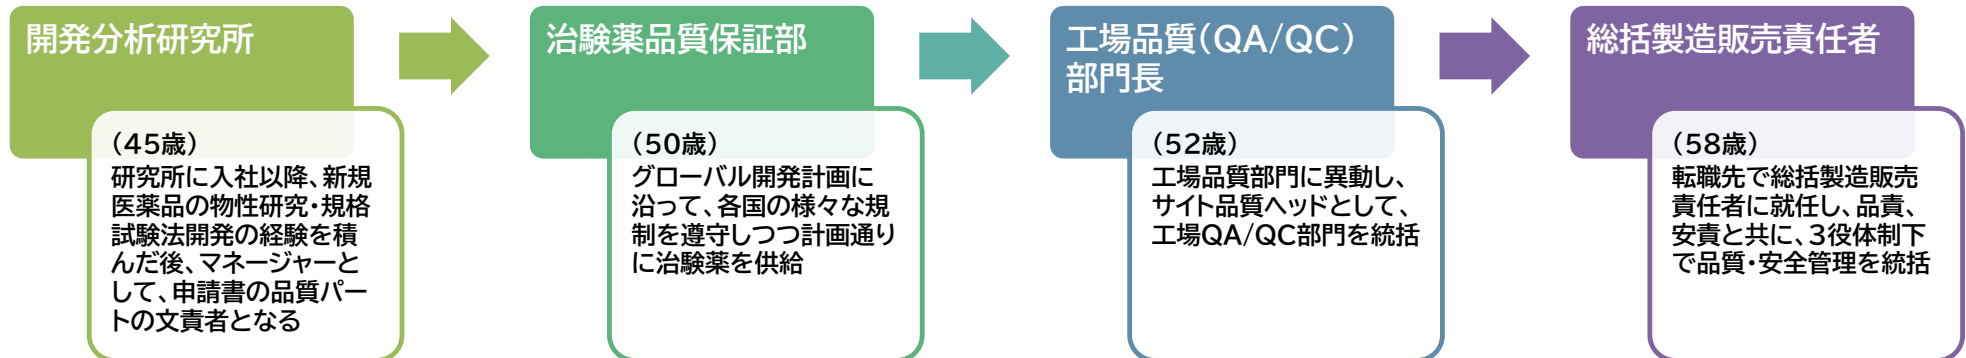 開発分析研究所
(45歳)
研究所に入社以降、新規
医薬品の物性研究・規格
試験法開発の経験を積
んだ後、マネージャーと
して、申請書の品質パー
トの文責者となる
治験薬品質保証部
(50歳)
グローバル開発計画に
沿って、各国の様々な規
制を遵守しつつ計画通り
に治験薬を供給
工場品質(QA/QC)
部門長
(52歳)
工場品質部門に異動し、
サイト品質ヘッドとして、
工場QA/QC部門を統括
総括製造販売責任者
(58歳)
転職先で総括製造販売
責任者に就任し、品責、
安責と共に、3役体制下
で品質・安全管理を統括